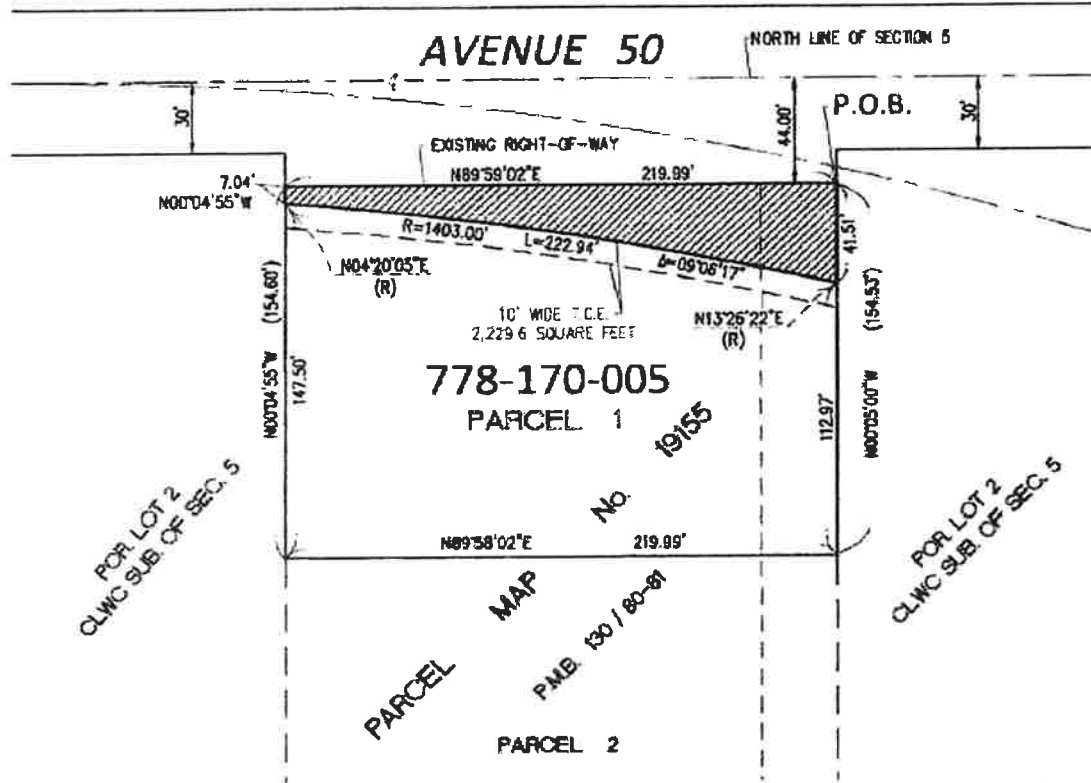 AVENUE 50
NORTH LINE OF SECTION 5
30'
44.00'
P.O.B.
30'
EXISTING RIGHT-OF-WAY
N89°59'02"E 219.99'
7.04'
N00°04'55"W
R=1403.00' L=222.94' Δ=09°06'17"
41.51'
N04°20'05"E
(R)
10' WIDE T.C.E.
2,229.6 SQUARE FEET
N13°26'22"E
(R)
N00°04'55"W (154.60')
147.50'
778-170-005
PARCEL 1
112.97'
N00°05'00"W (154.53')
N89°58'02"E 219.99'
POR. LOT 2
CLWC SUB. OF SEC. 5
PARCEL MAP No. 19155
P.M.B. 130 / 80-81
POR. LOT 2
CLWC SUB. OF SEC. 5
PARCEL 2